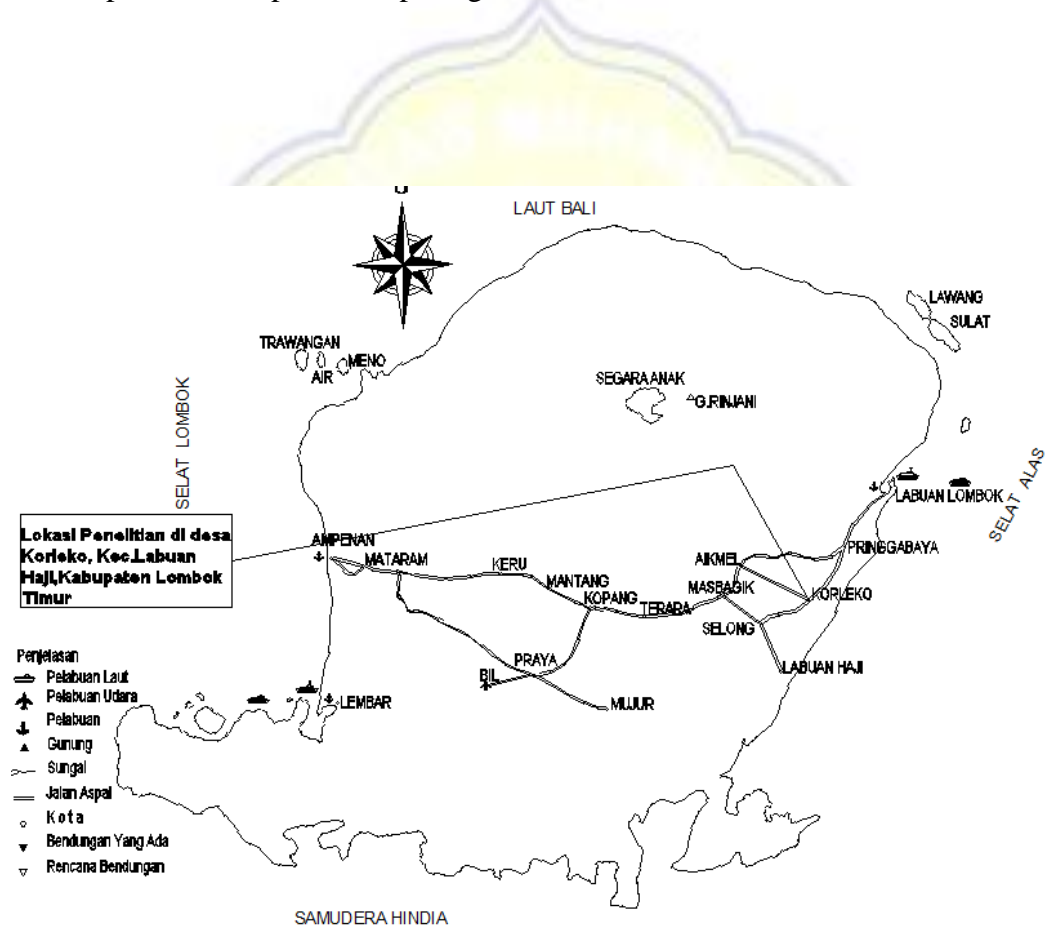 LAUT BALI
LAWANG
SULAT
TRAWANGAN
MENO
AIR
SEGARA ANAK
G.RINJANI
SELAT LOMBOK
SELAT ALAS
LABUAN LOMBOK
Lokasi Penelitian di desa
Korleko, Kec.Labuan
Haji,Kabupaten Lombok
Timur
AMPENAN
MATARAM
KERU
MANTANG
KOPANG
TERARA
MASBAGIK
AIKMEL
PRINGGABAYA
KORLEKO
SELONG
LABUAN HAJI
PRAYA
BIL
MUJUR
LEMBAR
Penjelasan
Pelabuan Laut
Pelabuan Udara
Pelabuan
Gunung
Sungai
Jalan Aspal
Kota
Bendungan Yang Ada
Rencana Bendungan
SAMUDERA HINDIA